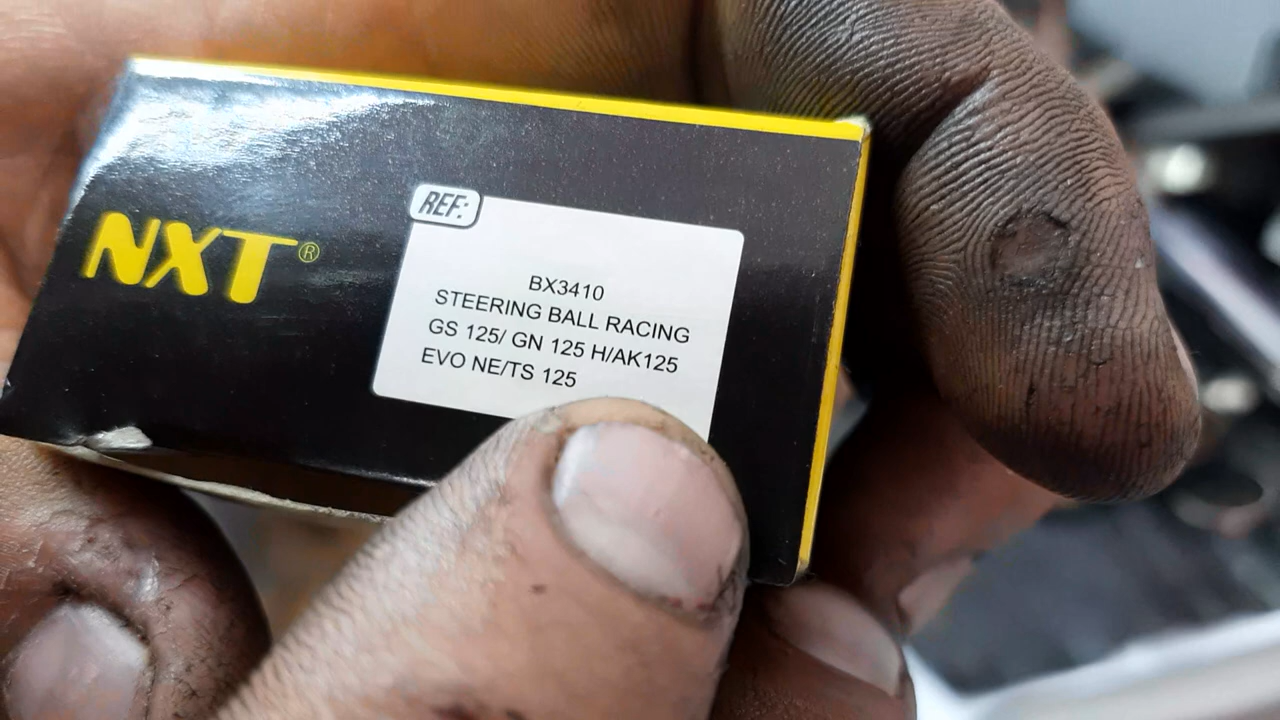 NXT®
REF:
BX3410
STEERING BALL RACING
GS 125/ GN 125 H/AK125
EVO NE/TS 125